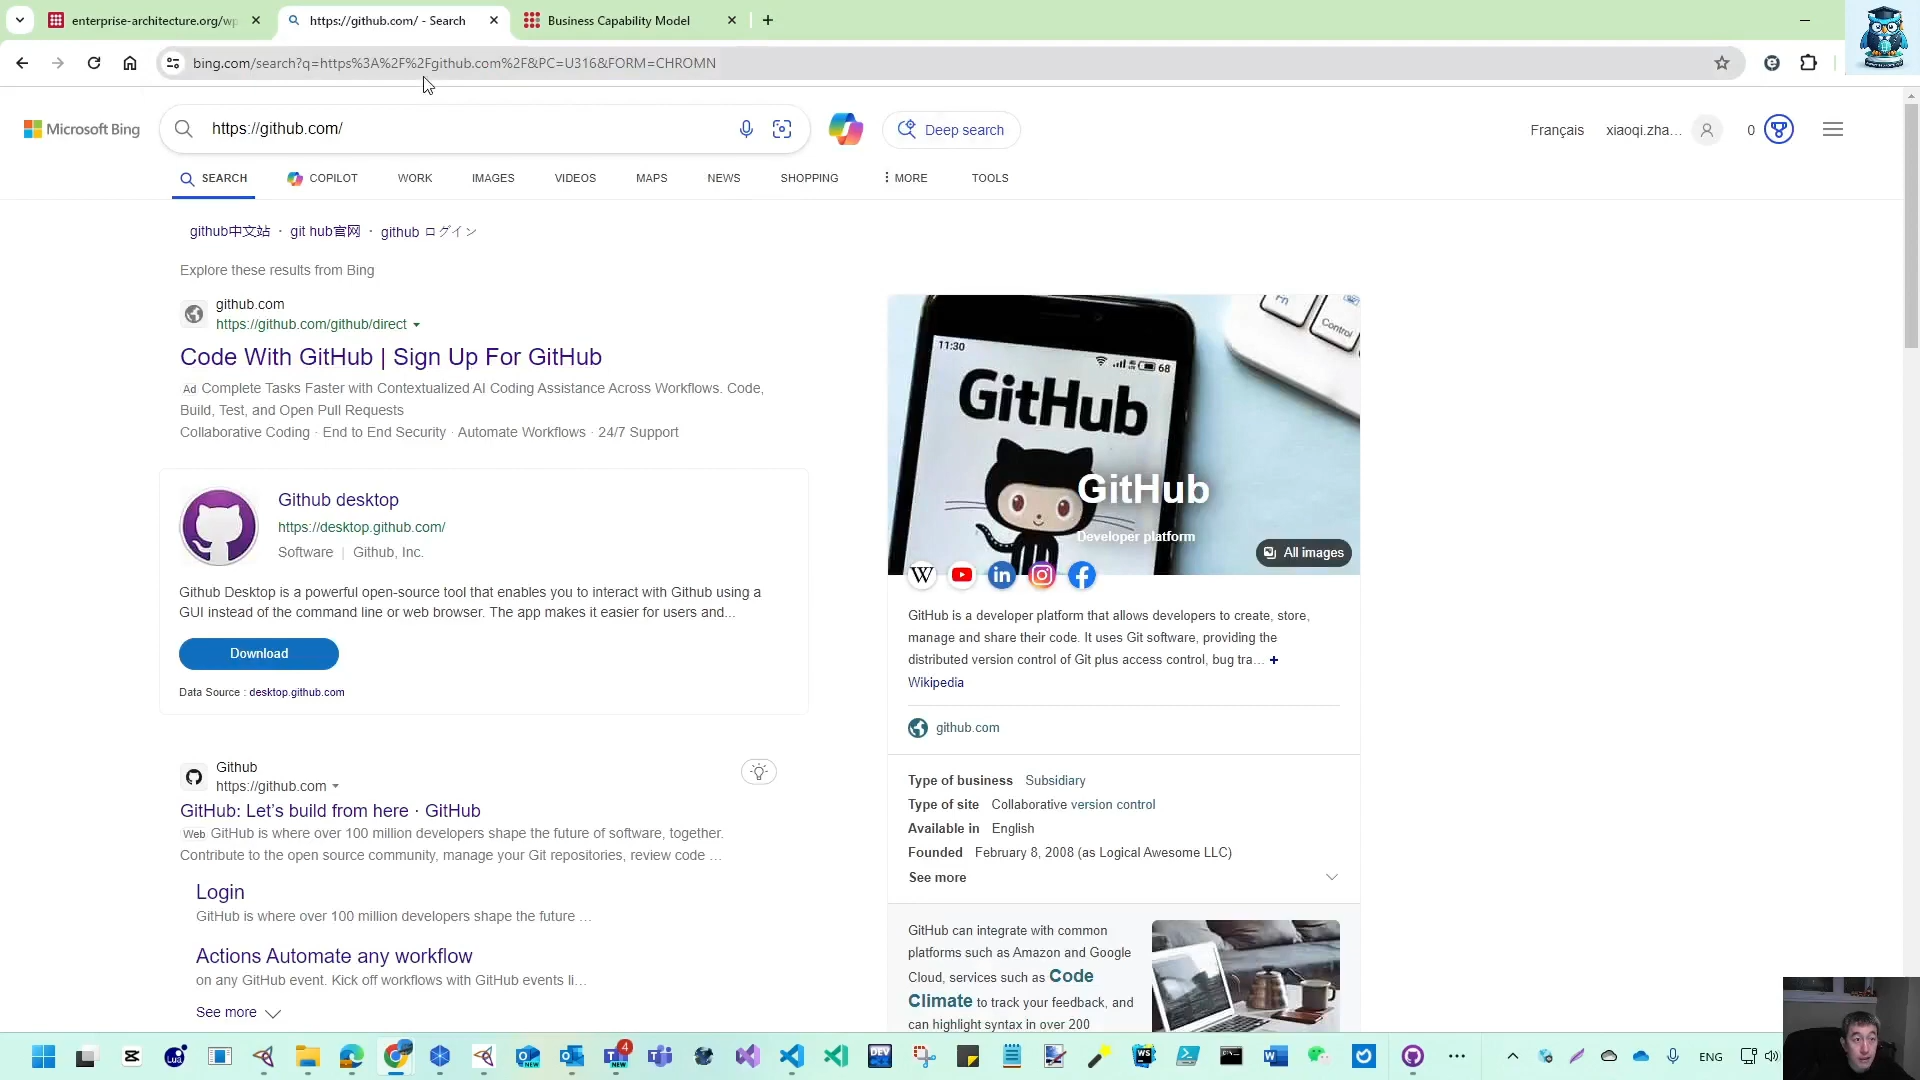 enterprise-architecture.org/wp
https://github.com/ - Search
Business Capability Model
bing.com/search?q=https%3A%2F%2Fgithub.com%2F&PC=U316&FORM=CHROMN
Microsoft Bing
https://github.com/
Deep search
Français
xiaoqi.zha...
0
SEARCH
COPILOT
WORK
IMAGES
VIDEOS
MAPS
NEWS
SHOPPING
MORE
TOOLS
github中文站 · git hub官网 · github ログイン
Explore these results from Bing
github.com
https://github.com/github/direct
Code With GitHub | Sign Up For GitHub
Ad Complete Tasks Faster with Contextualized AI Coding Assistance Across Workflows. Code,
Build, Test, and Open Pull Requests
Collaborative Coding · End to End Security · Automate Workflows · 24/7 Support
Github desktop
https://desktop.github.com/
Software | Github, Inc.
Github Desktop is a powerful open-source tool that enables you to interact with Github using a
GUI instead of the command line or web browser. The app makes it easier for users and...
Download
Data Source : desktop.github.com
Github
https://github.com
GitHub: Let's build from here · GitHub
Web GitHub is where over 100 million developers shape the future of software, together.
Contribute to the open source community, manage your Git repositories, review code ...
Login
GitHub is where over 100 million developers shape the future ...
Actions Automate any workflow
on any GitHub event. Kick off workflows with GitHub events li...
See more
11:30
68
Fn
Control
GitHub
GitHub
Developer platform
All images
GitHub is a developer platform that allows developers to create, store,
manage and share their code. It uses Git software, providing the
distributed version control of Git plus access control, bug tra... +
Wikipedia
github.com
Type of business Subsidiary
Type of site Collaborative version control
Available in English
Founded February 8, 2008 (as Logical Awesome LLC)
See more
GitHub can integrate with common
platforms such as Amazon and Google
Cloud, services such as Code
Climate to track your feedback, and
can highlight syntax in over 200
ENG